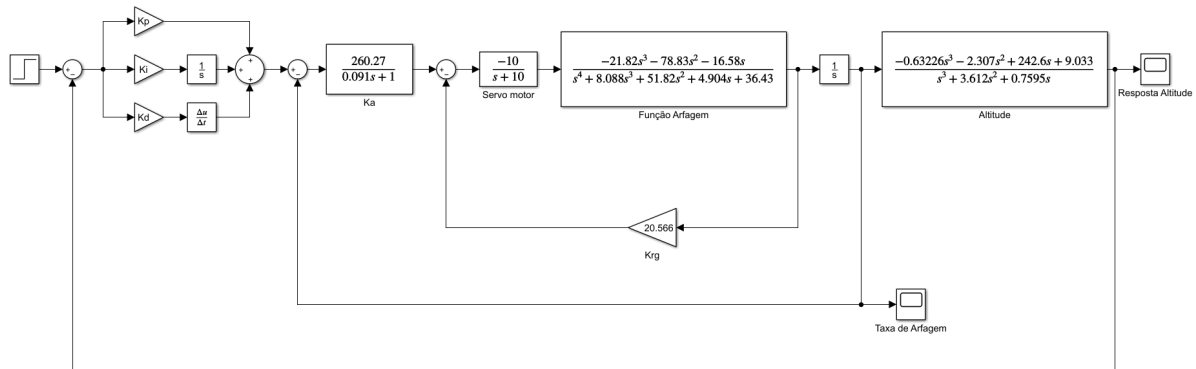 Kp
Ki
Kd
1
s
Δu
Δt
+
+
+
+
−
+
−
260.27
0.091s + 1
Ka
+
−
−10
s + 10
Servo motor
−21.82s³ − 78.83s² − 16.58s
s⁴ + 8.088s³ + 51.82s² + 4.904s + 36.43
Função Arfagem
1
s
−0.63226s³ − 2.307s² + 242.6s + 9.033
s³ + 3.612s² + 0.7595s
Altitude
Resposta Altitude
20.566
Krg
Taxa de Arfagem